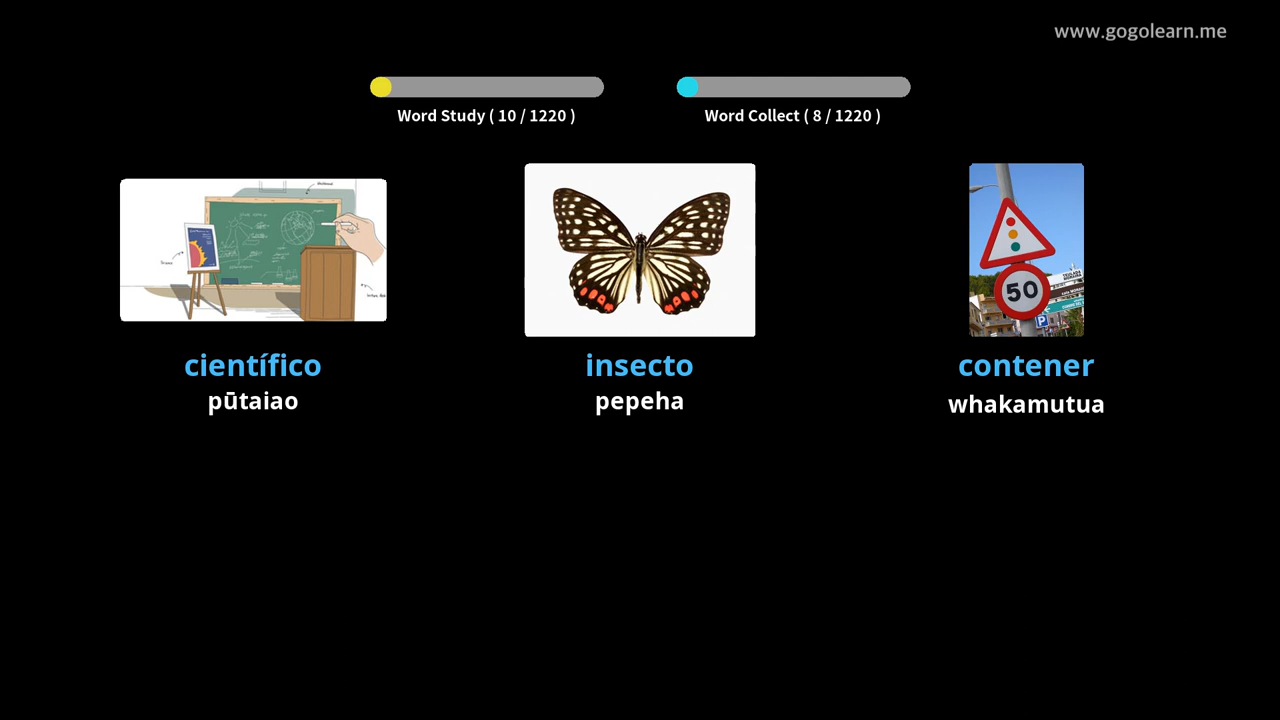 www.gogolearn.me
Word Study ( 10 / 1220 )
Word Collect ( 8 / 1220 )
50
P
científico
insecto
contener
pūtaiao
pepeha
whakamutua